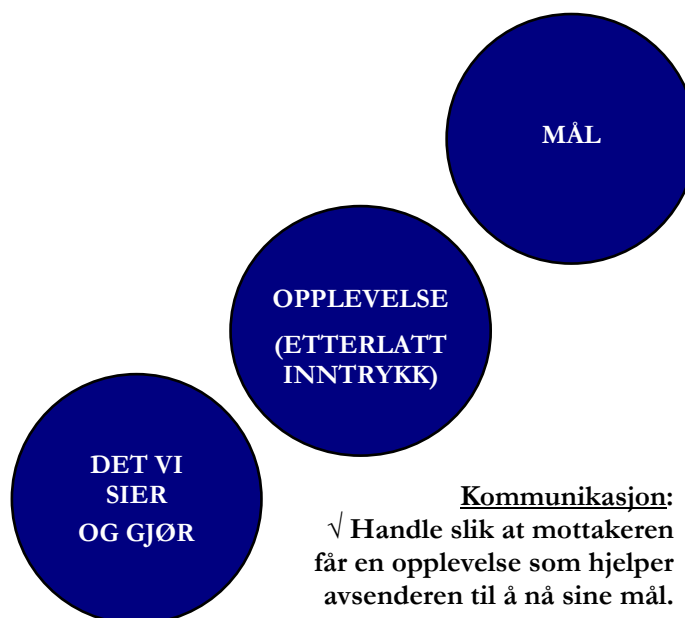 MÅL
OPPLEVELSE
(ETTERLATT
INNTRYKK)
DET VI
SIER
OG GJØR
Kommunikasjon:
√ Handle slik at mottakeren
får en opplevelse som hjelper
avsenderen til å nå sine mål.